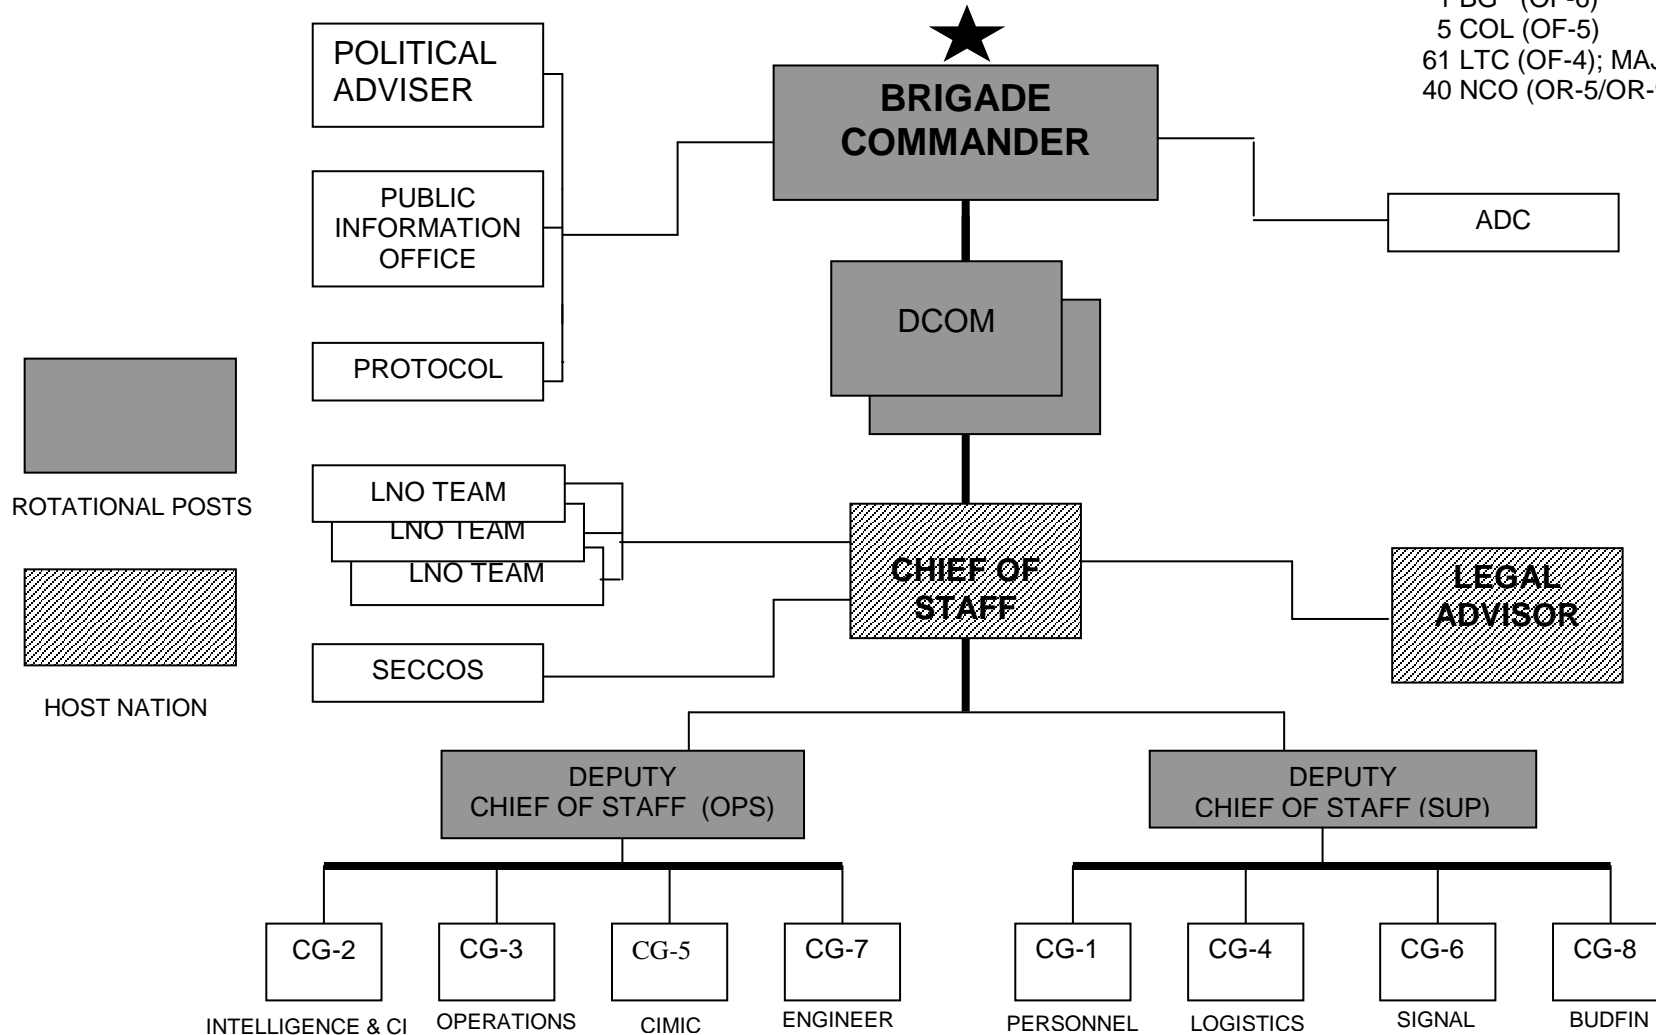 1 BG (OF-6)
5 COL (OF-5)
61 LTC (OF-4); MAJ
40 NCO (OR-5/OR-9
POLITICAL
ADVISER
BRIGADE
COMMANDER
PUBLIC
INFORMATION
OFFICE
ADC
DCOM
PROTOCOL
ROTATIONAL POSTS
LNO TEAM
LNO TEAM
LNO TEAM
CHIEF OF
STAFF
LEGAL
ADVISOR
SECCOS
HOST NATION
DEPUTY
CHIEF OF STAFF (OPS)
DEPUTY
CHIEF OF STAFF (SUP)
CG-2
CG-3
CG-5
CG-7
CG-1
CG-4
CG-6
CG-8
INTELLIGENCE & CI
OPERATIONS
CIMIC
ENGINEER
PERSONNEL
LOGISTICS
SIGNAL
BUDFIN